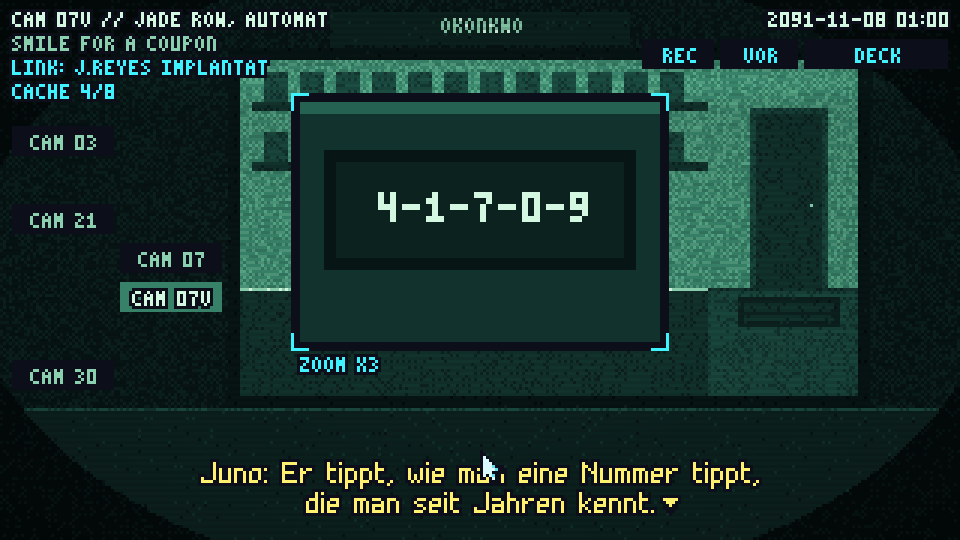 CAM 07V // JADE ROW, AUTOMAT
OKONKWO
2091-11-08 01:00
SMILE FOR A COUPON
REC
VOR
DECK
LINK: J.REYES IMPLANTAT
CACHE 4/8
CAM 03
CAM 21
CAM 07
CAM 07V
CAM 30
4-1-7-0-9
ZOOM X3
Juno: Er tippt, wie man eine Nummer tippt,
die man seit Jahren kennt.